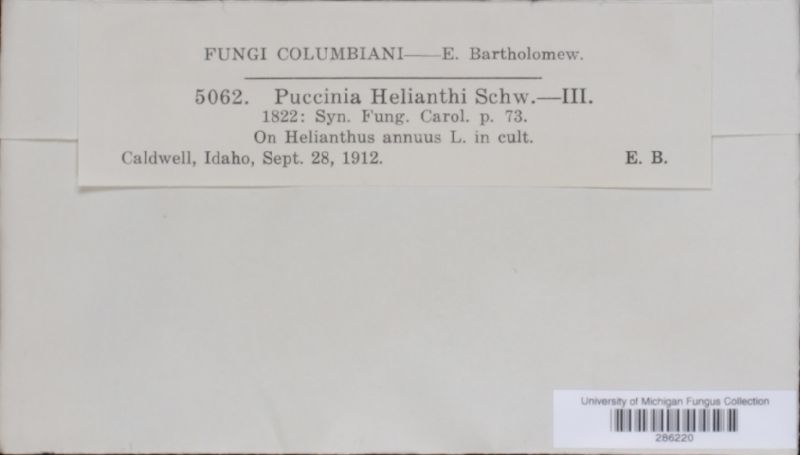 FUNGI COLUMBIANI——E. Bartholomew.
5062. Puccinia Helianthi Schw.—III.
1822: Syn. Fung. Carol. p. 73.
On Helianthus annuus L. in cult.
Caldwell, Idaho, Sept. 28, 1912. E. B.
University of Michigan Fungus Collection
286220